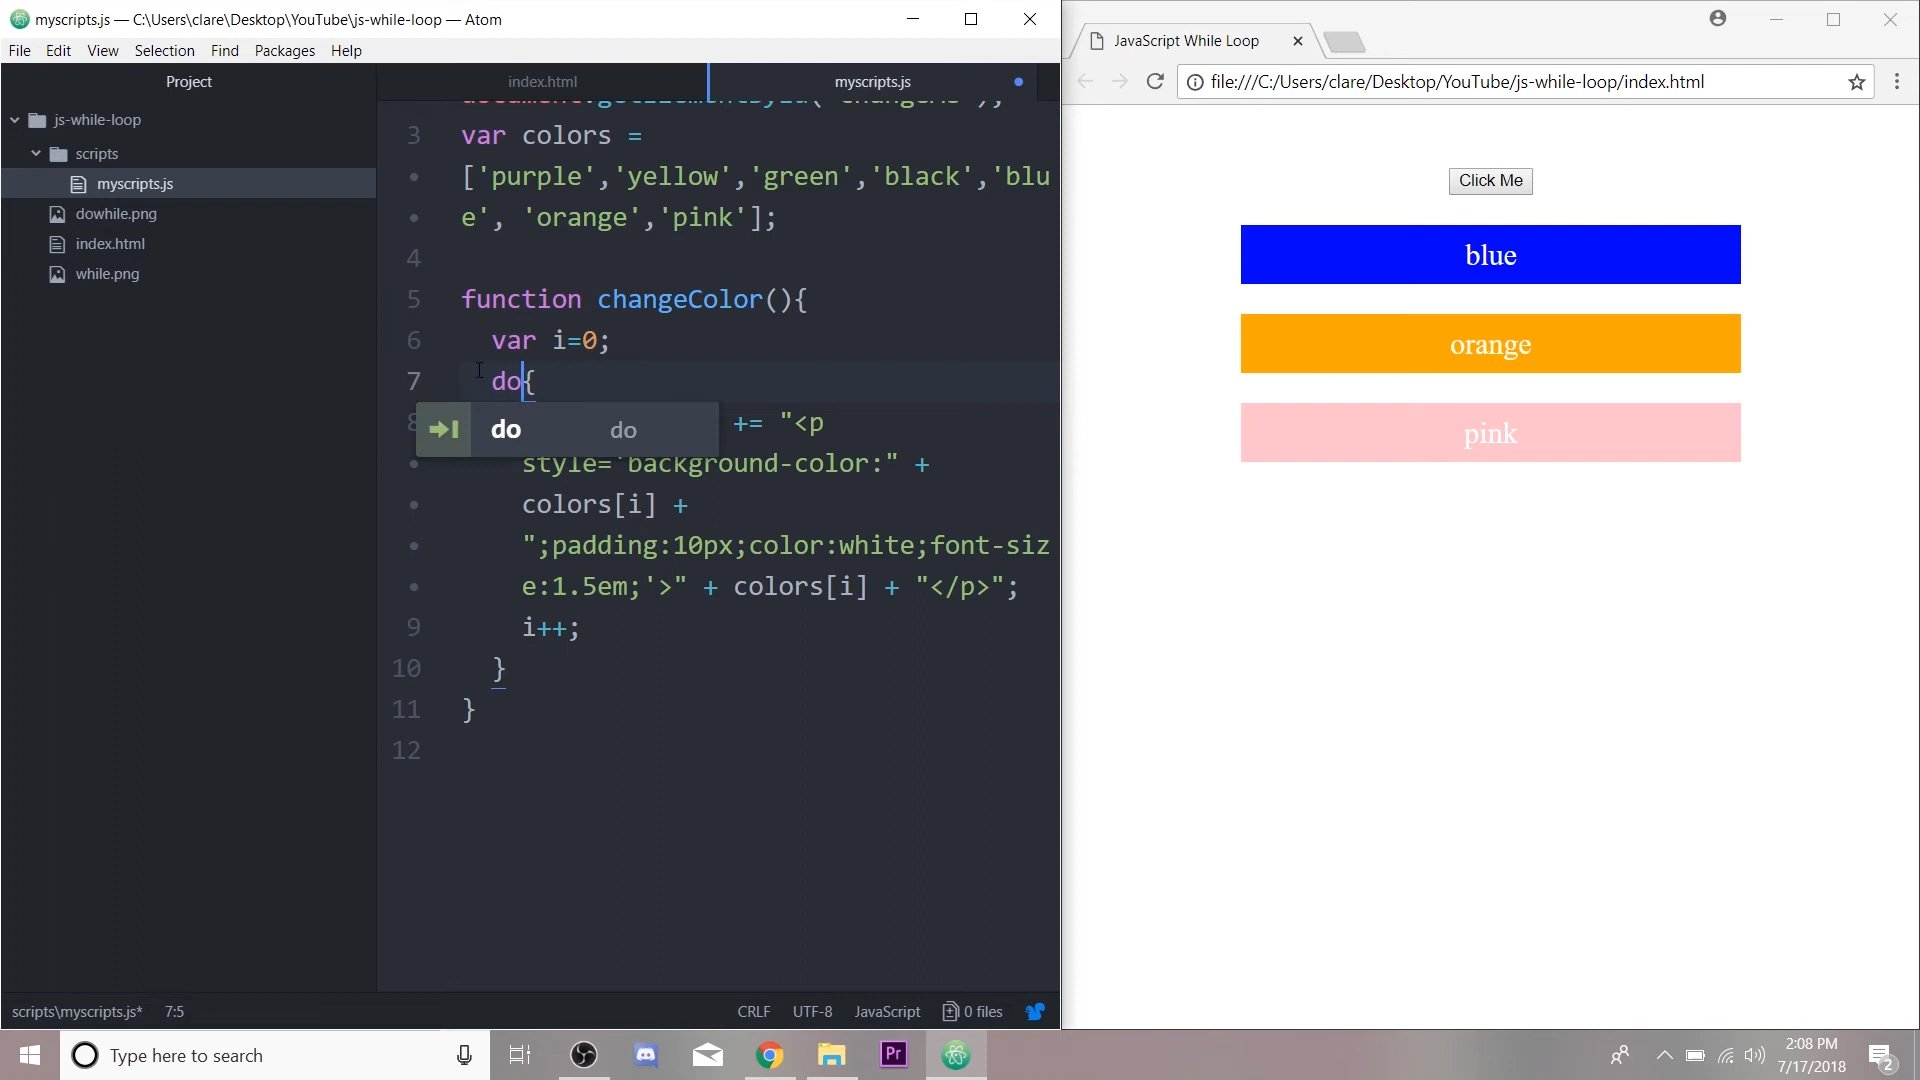 myscripts.js — C:\Users\clare\Desktop\YouTube\js-while-loop — Atom
File Edit View Selection Find Packages Help
Project
js-while-loop
scripts
myscripts.js
dowhile.png
index.html
while.png
index.html
myscripts.js
3 var colors =
['purple','yellow','green','black','blu
e', 'orange','pink'];
4
5 function changeColor(){
6 var i=0;
7 do{
do do
8 += "<p
style='background-color:" +
colors[i] +
";padding:10px;color:white;font-siz
e:1.5em;'>" + colors[i] + "</p>";
9 i++;
10 }
11 }
12
scripts\myscripts.js* 7:5
CRLF UTF-8 JavaScript 0 files
JavaScript While Loop
file:///C:/Users/clare/Desktop/YouTube/js-while-loop/index.html
Click Me
blue
orange
pink
Type here to search
Pr
2:08 PM
7/17/2018
2